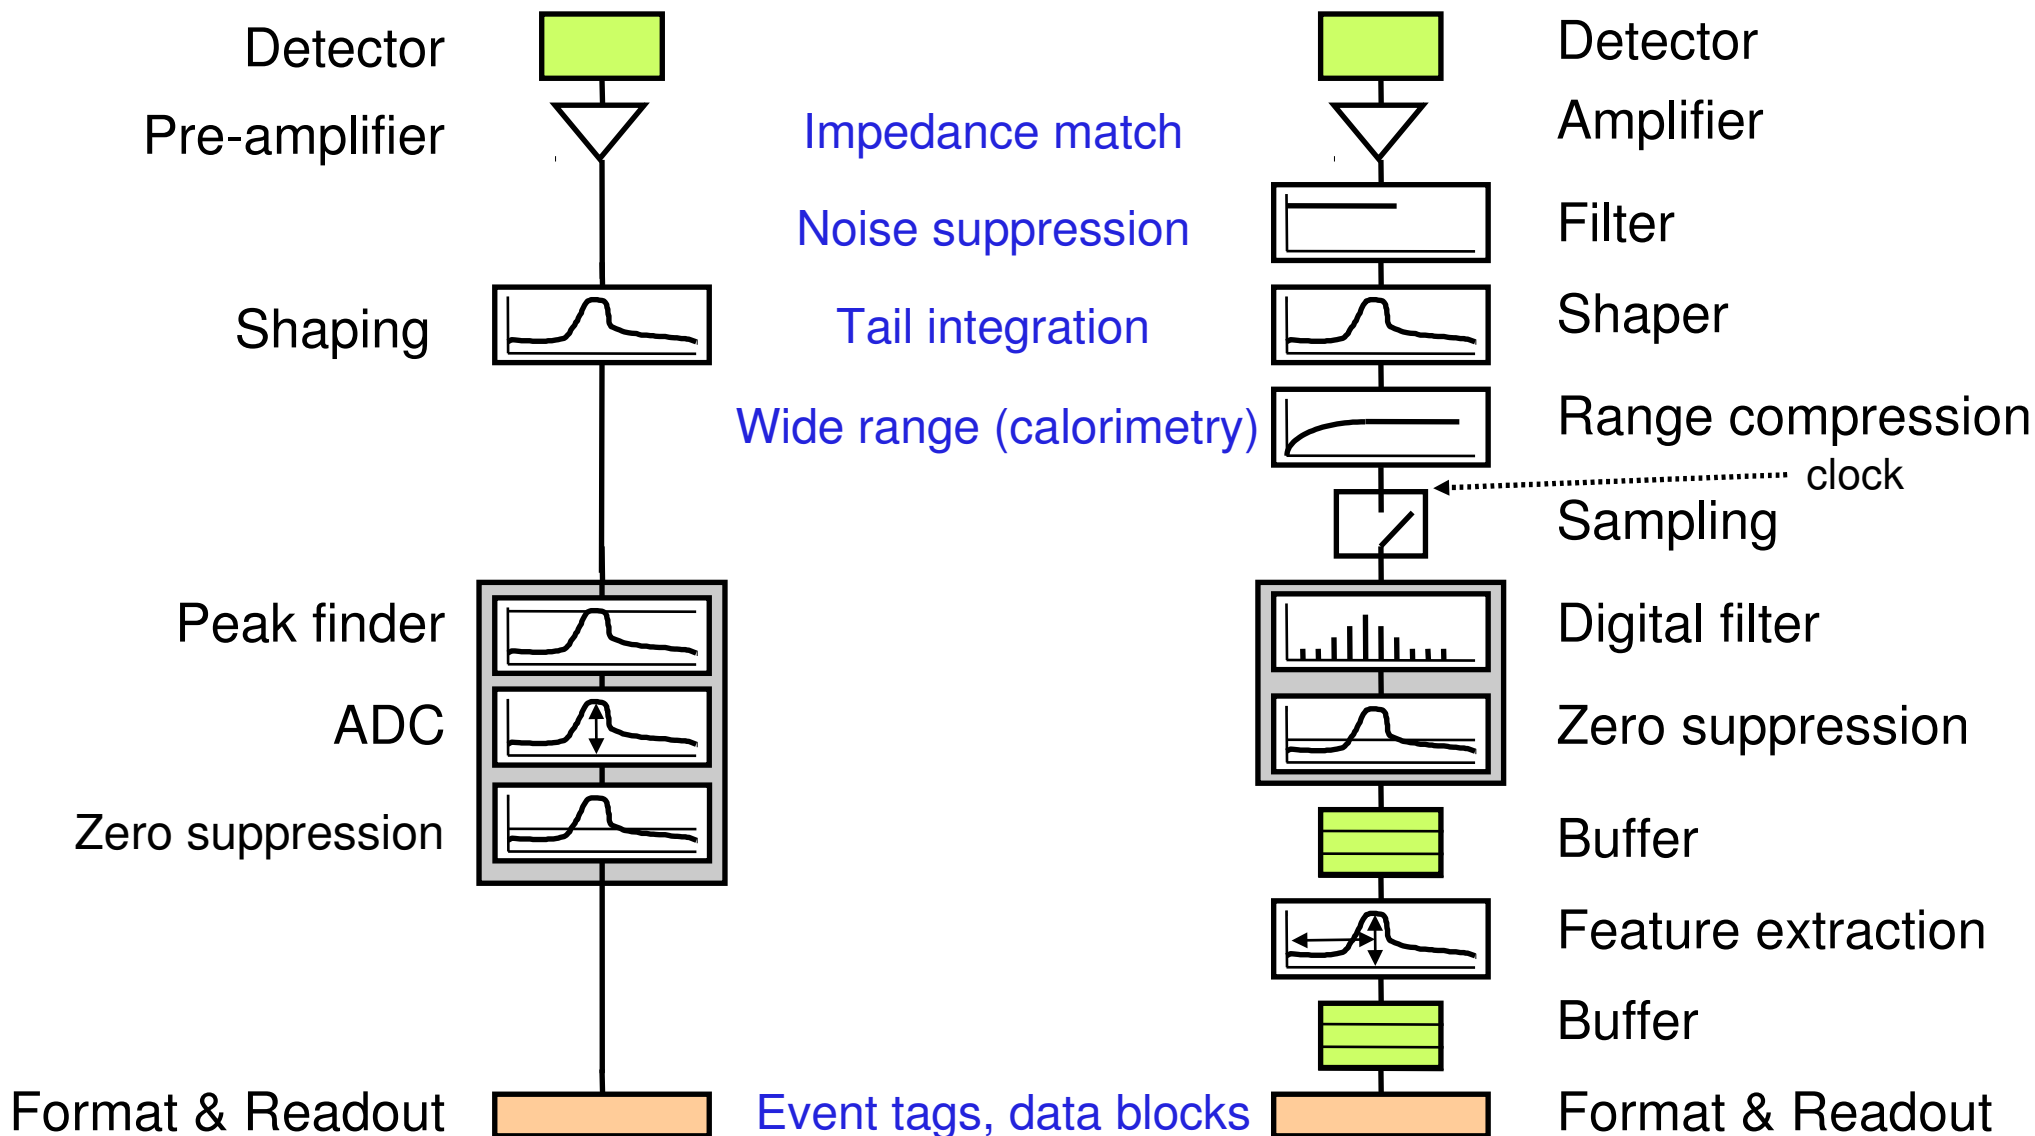 Detector
Detector
Pre-amplifier
Impedance match
Amplifier
Noise suppression
Filter
Shaping
Tail integration
Shaper
Wide range (calorimetry)
Range compression
clock
Sampling
Peak finder
Digital filter
ADC
Zero suppression
Zero suppression
Buffer
Feature extraction
Buffer
Format & Readout
Event tags, data blocks
Format & Readout